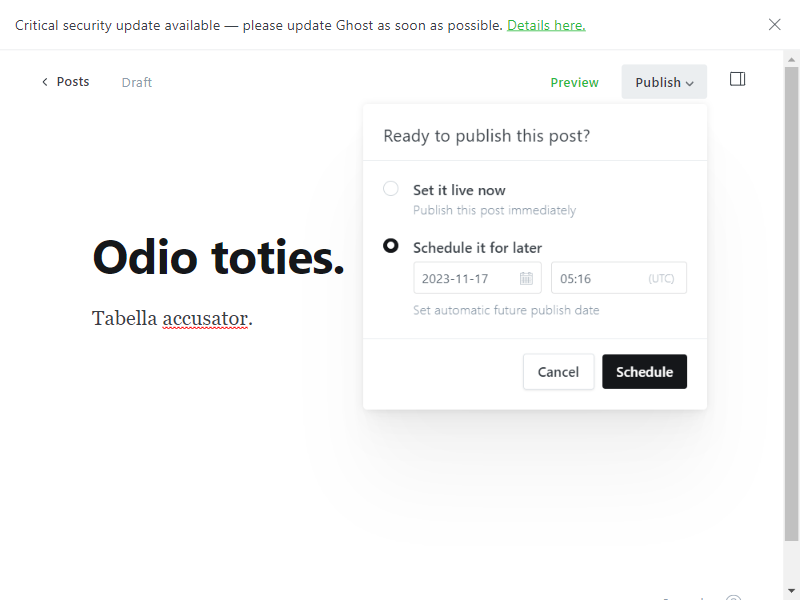 Critical security update available — please update Ghost as soon as possible. Details here.
Posts
Draft
Preview
Publish
Ready to publish this post?
Set it live now
Publish this post immediately
Schedule it for later
2023-11-17
05:16
(UTC)
Set automatic future publish date
Cancel
Schedule
Odio toties.
Tabella accusator.